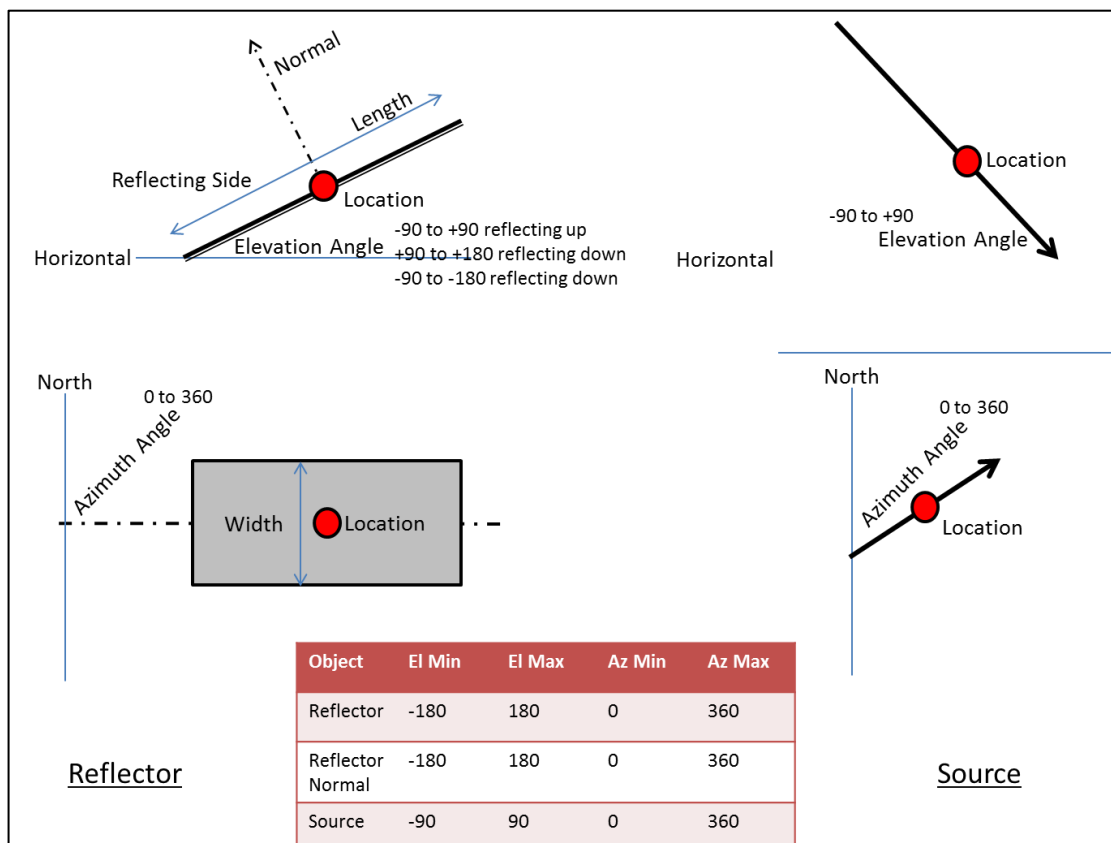 Normal
Length
Reflecting Side
Location
Elevation Angle
-90 to +90 reflecting up
+90 to +180 reflecting down
-90 to -180 reflecting down
Horizontal
Location
-90 to +90
Elevation Angle
Horizontal
North
0 to 360
Azimuth Angle
Width
Location
North
0 to 360
Azimuth Angle
Location
Object El Min El Max Az Min Az Max
Reflector -180 180 0 360
Reflector Normal -180 180 0 360
Source -90 90 0 360
Reflector
Source